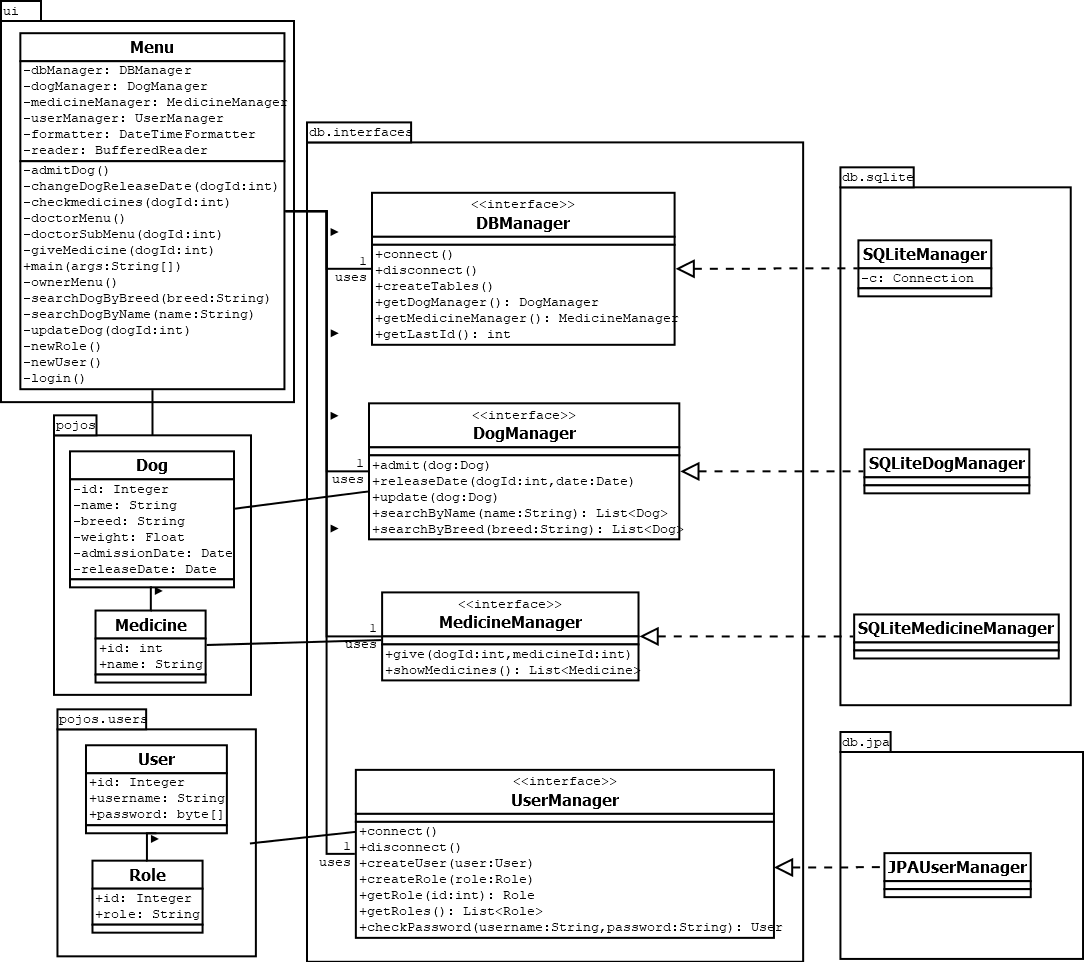 ui
Menu
-dbManager: DBManager
-dogManager: DogManager
-medicineManager: MedicineManager
-userManager: UserManager
-formatter: DateTimeFormatter
-reader: BufferedReader
-admitDog()
-changeDogReleaseDate(dogId:int)
-checkmedicines(dogId:int)
-doctorMenu()
-doctorSubMenu(dogId:int)
-giveMedicine(dogId:int)
+main(args:String[])
-ownerMenu()
-searchDogByBreed(breed:String)
-searchDogByName(name:String)
-updateDog(dogId:int)
-newRole()
-newUser()
-login()
pojos
Dog
-id: Integer
-name: String
-breed: String
-weight: Float
-admissionDate: Date
-releaseDate: Date
Medicine
+id: int
+name: String
pojos.users
User
+id: Integer
+username: String
+password: byte[]
Role
+id: Integer
+role: String
db.interfaces
<<interface>>
DBManager
+connect()
+disconnect()
+createTables()
+getDogManager(): DogManager
+getMedicineManager(): MedicineManager
+getLastId(): int
1
uses
<<interface>>
DogManager
+admit(dog:Dog)
+releaseDate(dogId:int,date:Date)
+update(dog:Dog)
+searchByName(name:String): List<Dog>
+searchByBreed(breed:String): List<Dog>
1
uses
<<interface>>
MedicineManager
+give(dogId:int,medicineId:int)
+showMedicines(): List<Medicine>
1
uses
<<interface>>
UserManager
+connect()
+disconnect()
+createUser(user:User)
+createRole(role:Role)
+getRole(id:int): Role
+getRoles(): List<Role>
+checkPassword(username:String,password:String): User
1
uses
db.sqlite
SQLiteManager
-c: Connection
SQLiteDogManager
SQLiteMedicineManager
db.jpa
JPAUserManager